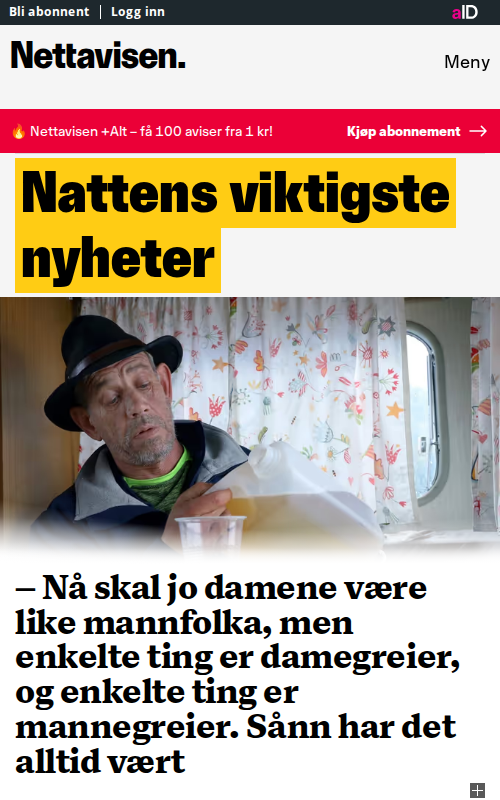 Bli abonnent | Logg inn
aID
Nettavisen.
Meny
🔥 Nettavisen +Alt – få 100 aviser fra 1 kr!
Kjøp abonnement →
Nattens viktigste
nyheter
– Nå skal jo damene være
like mannfolka, men
enkelte ting er damegreier,
og enkelte ting er
mannegreier. Sånn har det
alltid vært